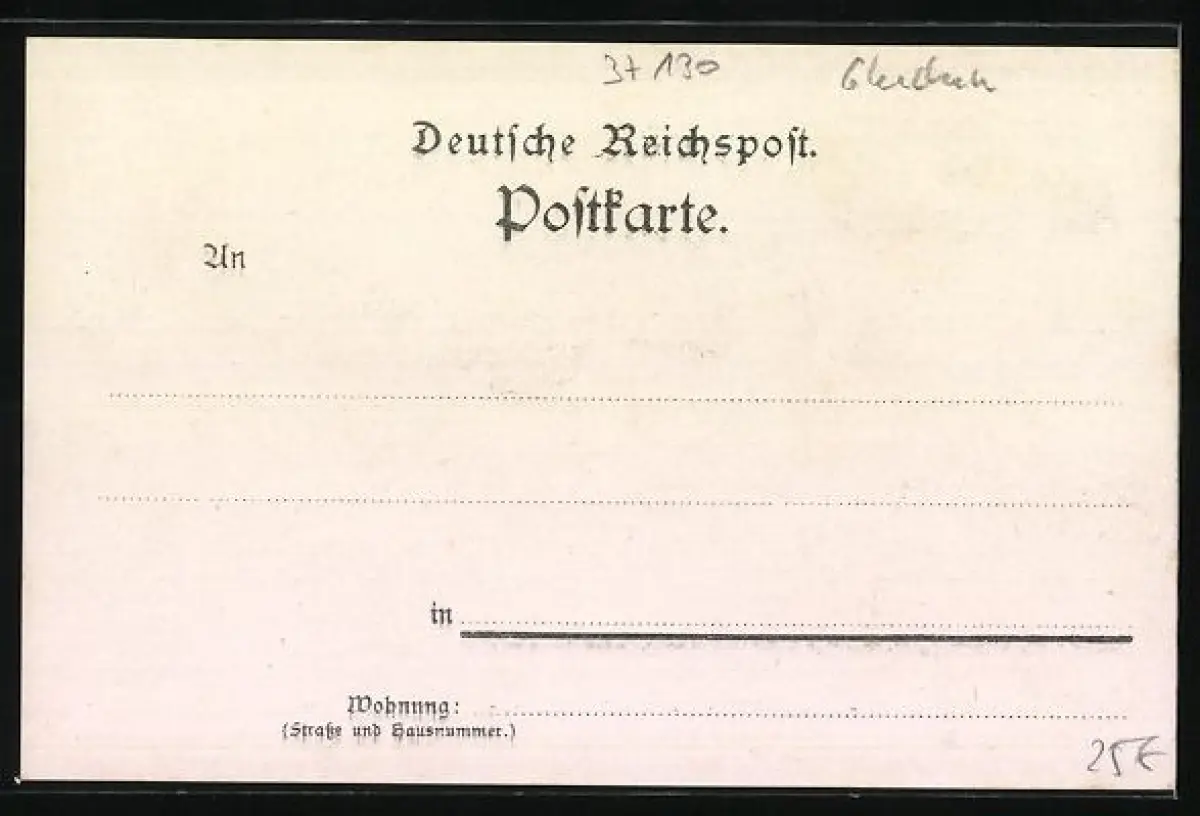 37130
Deutſche Reichspoſt.
Poſtkarte.
An
in
Wohnung:
(Straße und Hausnummer.)
25€